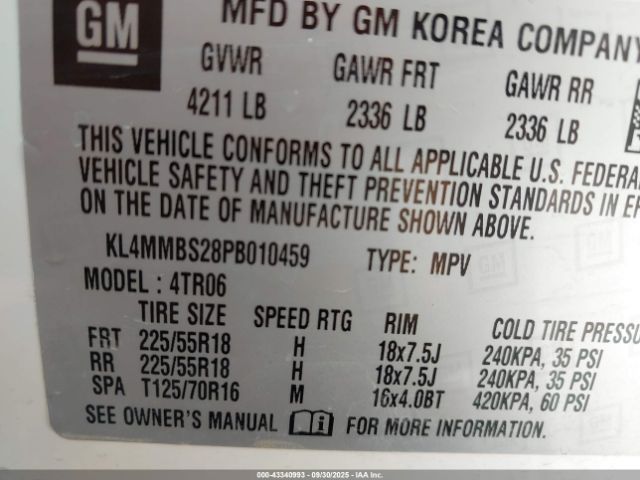 GM
MFD BY GM KOREA COMPANY
GVWR GAWR FRT GAWR RR
4211 LB 2336 LB 2336 LB
THIS VEHICLE CONFORMS TO ALL APPLICABLE U.S. FEDERA
VEHICLE SAFETY AND THEFT PREVENTION STANDARDS IN EF
ON THE DATE OF MANUFACTURE SHOWN ABOVE.
KL4MMBS28PB010459 TYPE: MPV
MODEL : 4TR06
TIRE SIZE SPEED RTG RIM COLD TIRE PRESSU
FRT 225/55R18 H 18x7.5J 240KPA, 35 PSI
RR 225/55R18 H 18x7.5J 240KPA, 35 PSI
SPA T125/70R16 M 16x4.0BT 420KPA, 60 PSI
SEE OWNER'S MANUAL FOR MORE INFORMATION.
000-43340993 - 09/30/2025 - IAAI, Inc.